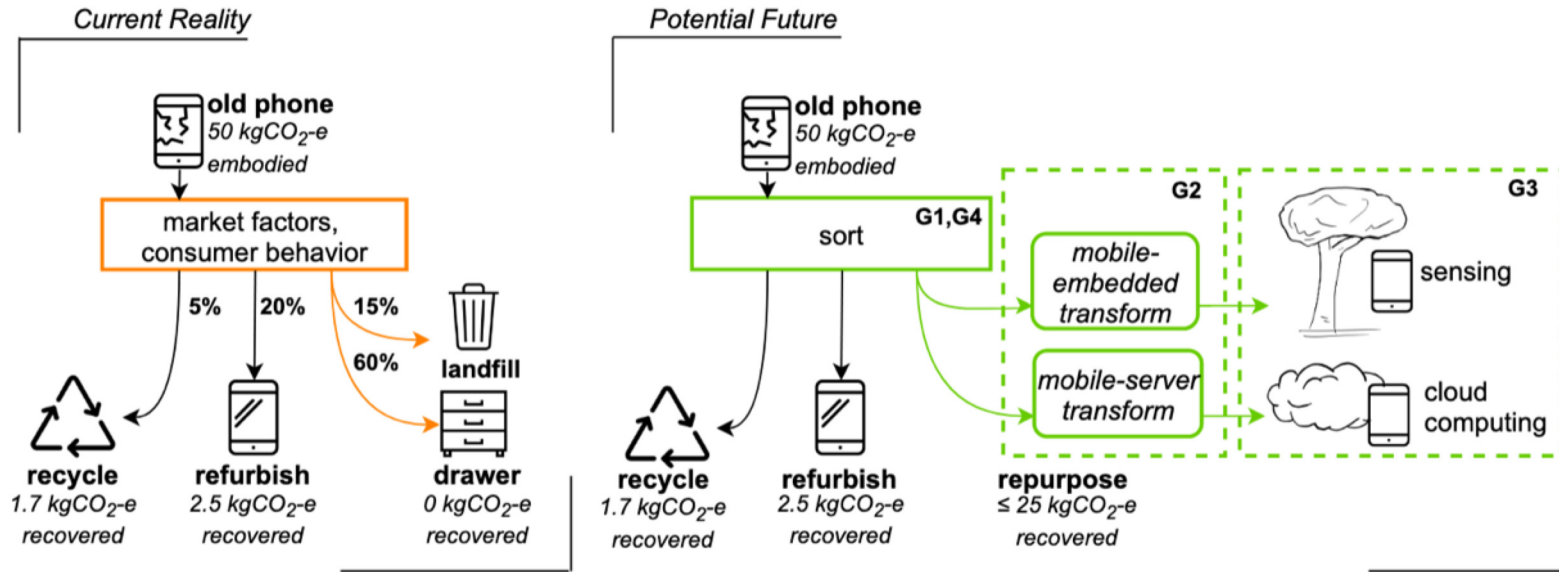 Current Reality
old phone
50 kgCO2-e
embodied
market factors,
consumer behavior
5%
20%
15%
60%
landfill
recycle
1.7 kgCO2-e
recovered
refurbish
2.5 kgCO2-e
recovered
drawer
0 kgCO2-e
recovered
Potential Future
old phone
50 kgCO2-e
embodied
sort
G1,G4
G2
mobile-
embedded
transform
mobile-server
transform
G3
sensing
cloud
computing
recycle
1.7 kgCO2-e
recovered
refurbish
2.5 kgCO2-e
recovered
repurpose
≤ 25 kgCO2-e
recovered